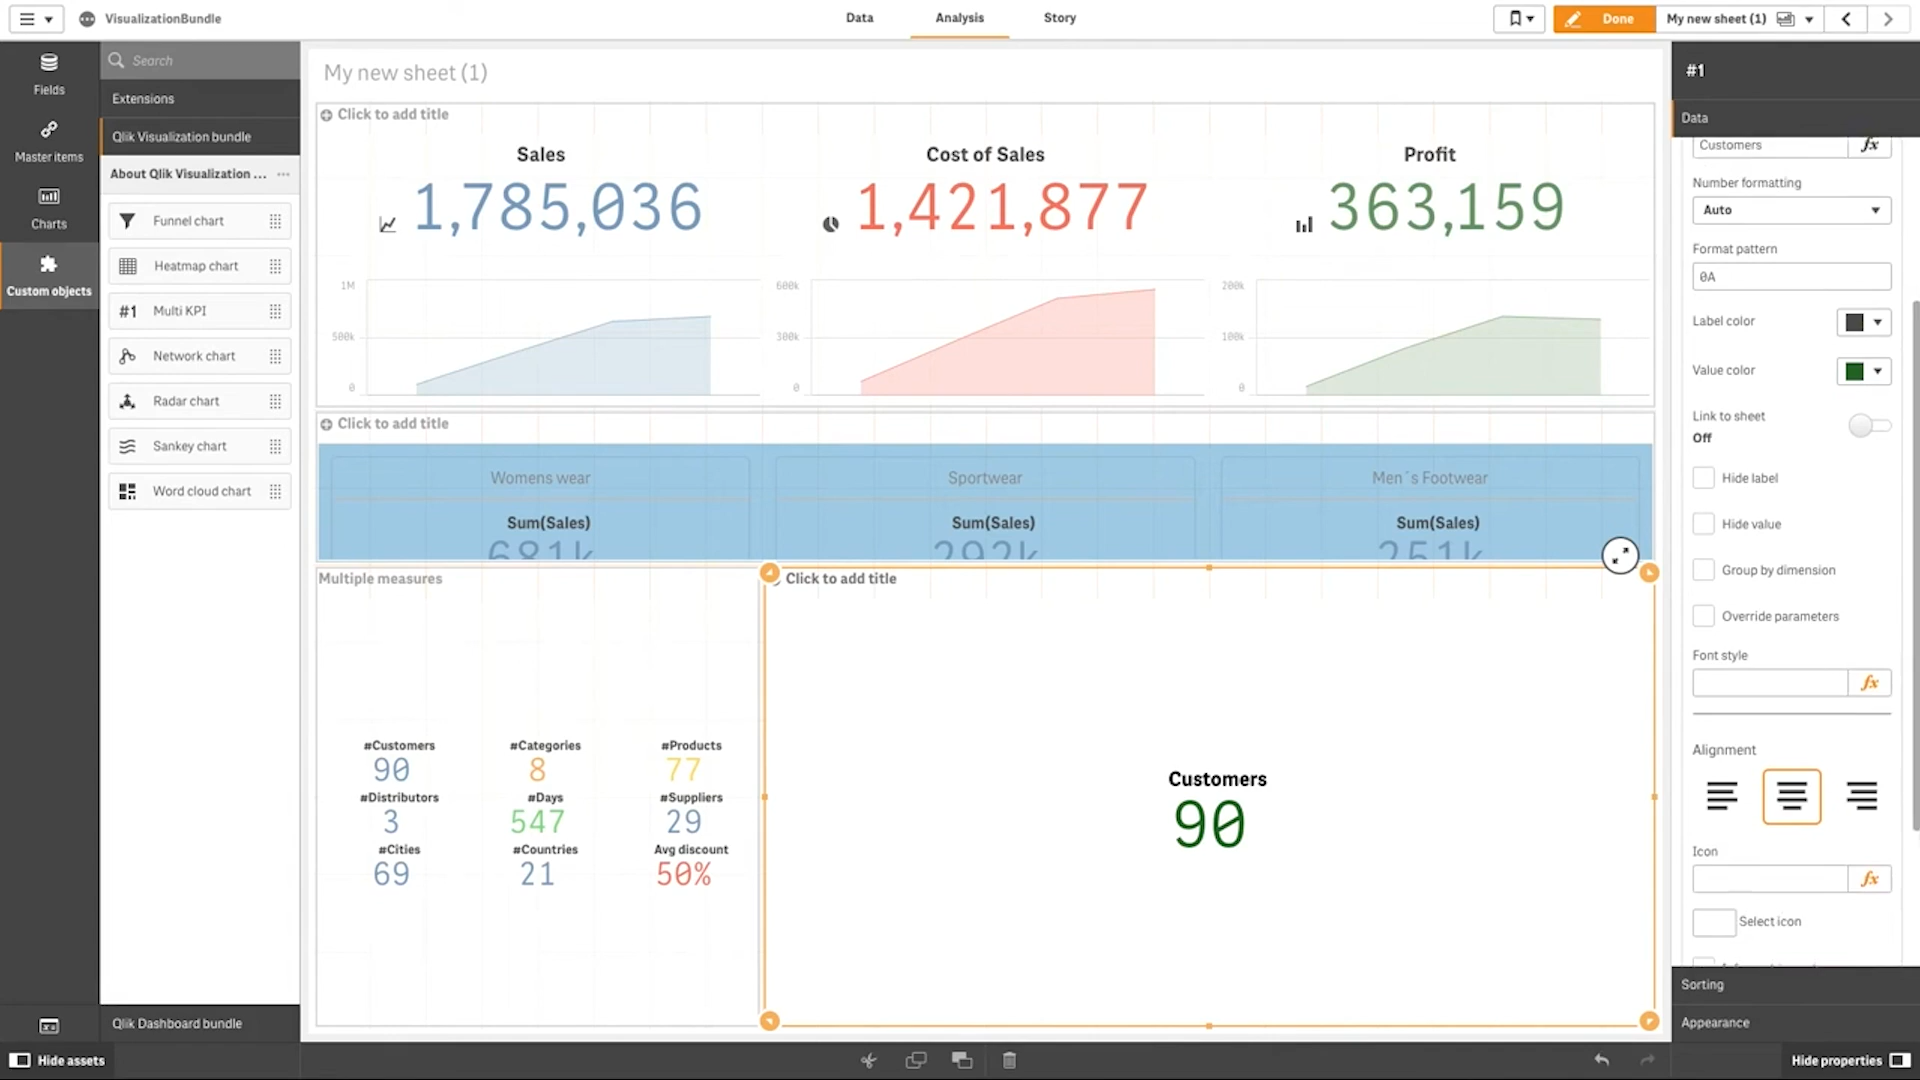 VisualizationBundle
Data
Analysis
Story
Done
My new sheet (1)
Fields
Master items
Charts
Custom objects
Search
Extensions
Qlik Visualization bundle
About Qlik Visualization ...
Funnel chart
Heatmap chart
#1 Multi KPI
Network chart
Radar chart
Sankey chart
Word cloud chart
Qlik Dashboard bundle
Hide assets
My new sheet (1)
Click to add title
Sales
1,785,036
Cost of Sales
1,421,877
Profit
363,159
1M
500k
0
600k
300k
0
200k
100k
0
Click to add title
Womens wear
Sportwear
Men´s Footwear
Sum(Sales)
Sum(Sales)
Sum(Sales)
681k
292k
251k
Multiple measures
#Customers
#Categories
#Products
90
8
77
#Distributors
#Days
#Suppliers
3
547
29
#Cities
#Countries
Avg discount
69
21
50%
Click to add title
Customers
90
#1
Data
Customers
fx
Number formatting
Auto
Format pattern
0A
Label color
Value color
Link to sheet
Off
Hide label
Hide value
Group by dimension
Override parameters
Font style
fx
Alignment
Icon
fx
Select icon
Sorting
Appearance
Hide properties